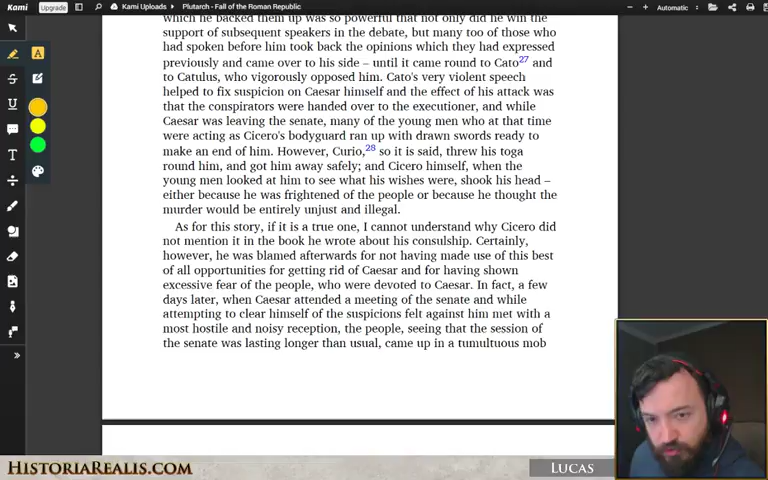 Kami Upgrade Kami Uploads > Plutarch - Fall of the Roman Republic Automatic
which he backed them up was so powerful that not only did he win the
support of subsequent speakers in the debate, but many too of those who
had spoken before him took back the opinions which they had expressed
previously and came over to his side – until it came round to Cato27 and
to Catulus, who vigorously opposed him. Cato's very violent speech
helped to fix suspicion on Caesar himself and the effect of his attack was
that the conspirators were handed over to the executioner, and while
Caesar was leaving the senate, many of the young men who at that time
were acting as Cicero's bodyguard ran up with drawn swords ready to
make an end of him. However, Curio,28 so it is said, threw his toga
round him, and got him away safely; and Cicero himself, when the
young men looked at him to see what his wishes were, shook his head –
either because he was frightened of the people or because he thought the
murder would be entirely unjust and illegal.
As for this story, if it is a true one, I cannot understand why Cicero did
not mention it in the book he wrote about his consulship. Certainly,
however, he was blamed afterwards for not having made use of this best
of all opportunities for getting rid of Caesar and for having shown
excessive fear of the people, who were devoted to Caesar. In fact, a few
days later, when Caesar attended a meeting of the senate and while
attempting to clear himself of the suspicions felt against him met with a
most hostile and noisy reception, the people, seeing that the session of
the senate was lasting longer than usual, came up in a tumultuous mob
HISTORIAREALIS.COM
LUCAS